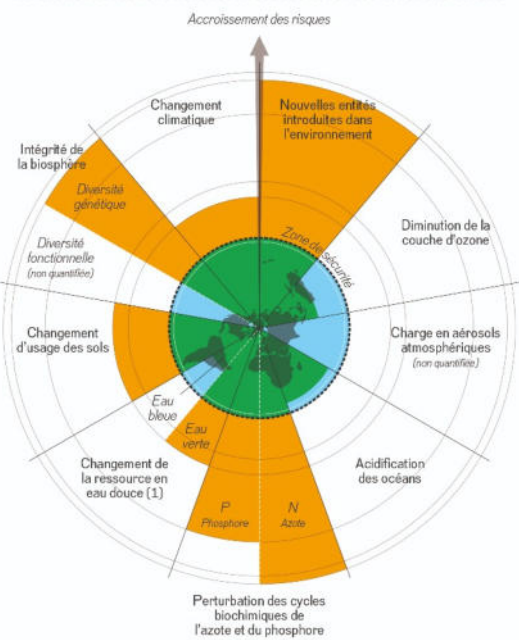 Accroissement des risques
Changement
climatique
Nouvelles entités
introduites dans
l'environnement
Intégrité de
la biosphère
Diversité
génétique
Zone de sécurité
Diminution de la
couche d'ozone
Diversité
fonctionnelle
(non quantifiée)
Changement
d'usage des sols
Charge en aérosols
atmosphériques
(non quantifiée)
Eau
bleue
Eau
verte
Changement de
la ressource en
eau douce (1)
Acidification
des océans
P
Phosphore
N
Azote
Perturbation des cycles
biochimiques de
l'azote et du phosphore